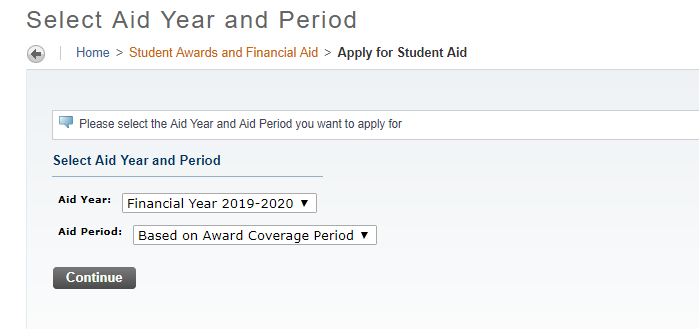 Select Aid Year and Period
Home > Student Awards and Financial Aid > Apply for Student Aid
Please select the Aid Year and Aid Period you want to apply for
Select Aid Year and Period
Aid Year: Financial Year 2019-2020 ▼
Aid Period: Based on Award Coverage Period ▼
Continue